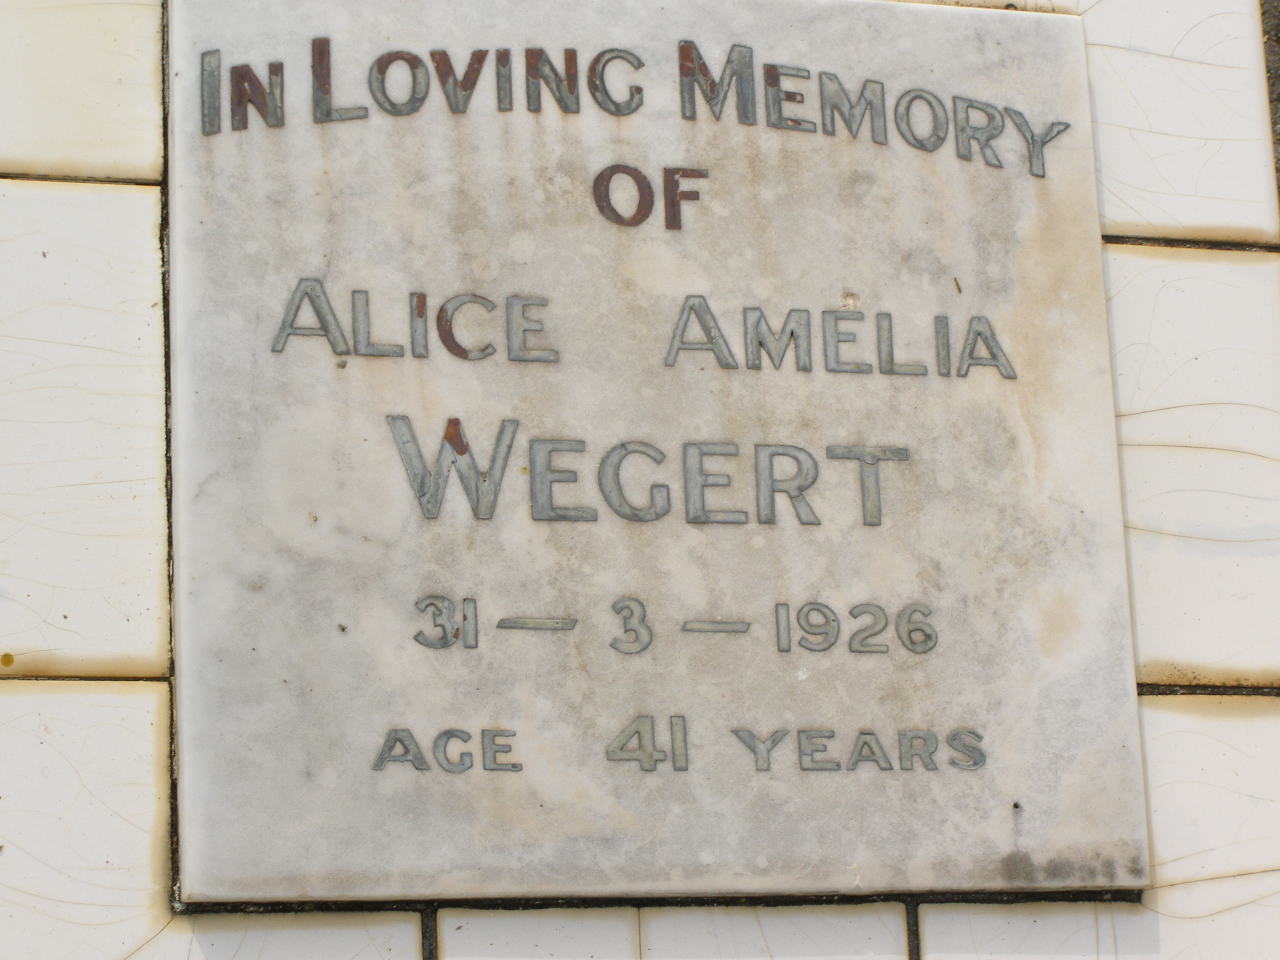 IN LOVING MEMORY
OF
ALICE AMELIA
WEGERT
31 — 3 — 1926
AGE 41 YEARS